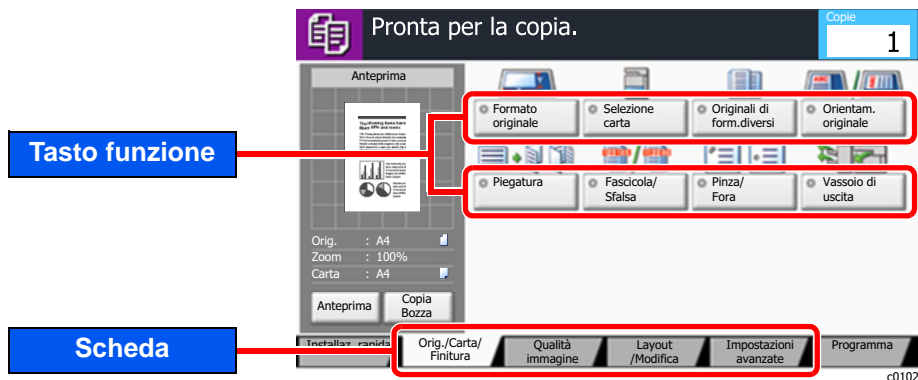 Pronta per la copia.
Copie
1
Anteprima
Formato
originale
Selezione
carta
Originali di
form.diversi
Orientam.
originale
Tasto funzione
Piegatura
Fascicola/
Sfalsa
Pinza/
Fora
Vassoio di
uscita
Orig. : A4
Zoom : 100%
Carta : A4
Anteprima
Copia
Bozza
Scheda
Installaz. rapida
Orig./Carta/
Finitura
Qualità
immagine
Layout
/Modifica
Impostazioni
avanzate
Programma
c0102